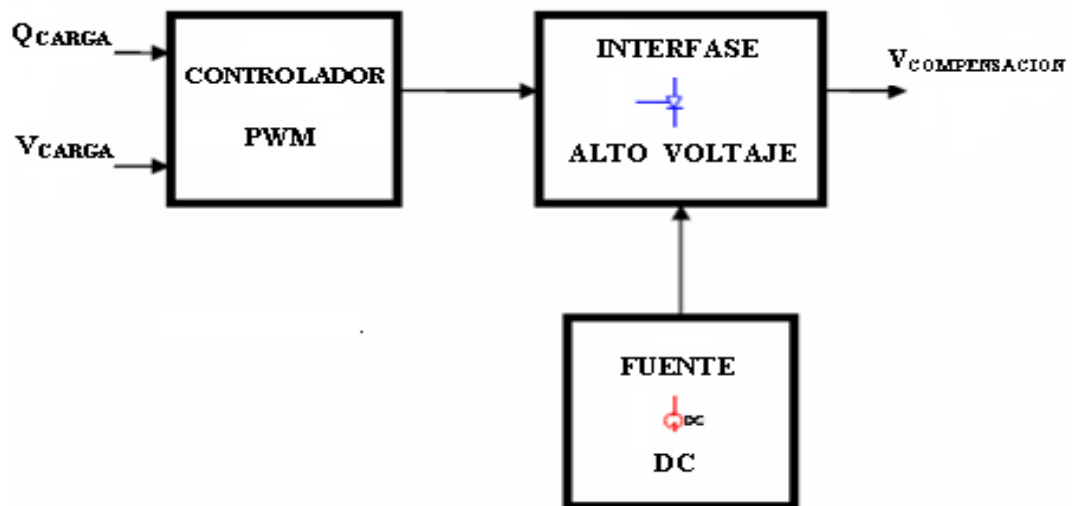 QCARGA
VCARGA
CONTROLADOR
PWM
INTERFASE
ALTO VOLTAJE
VCOMPENSACION
FUENTE
DC
DC